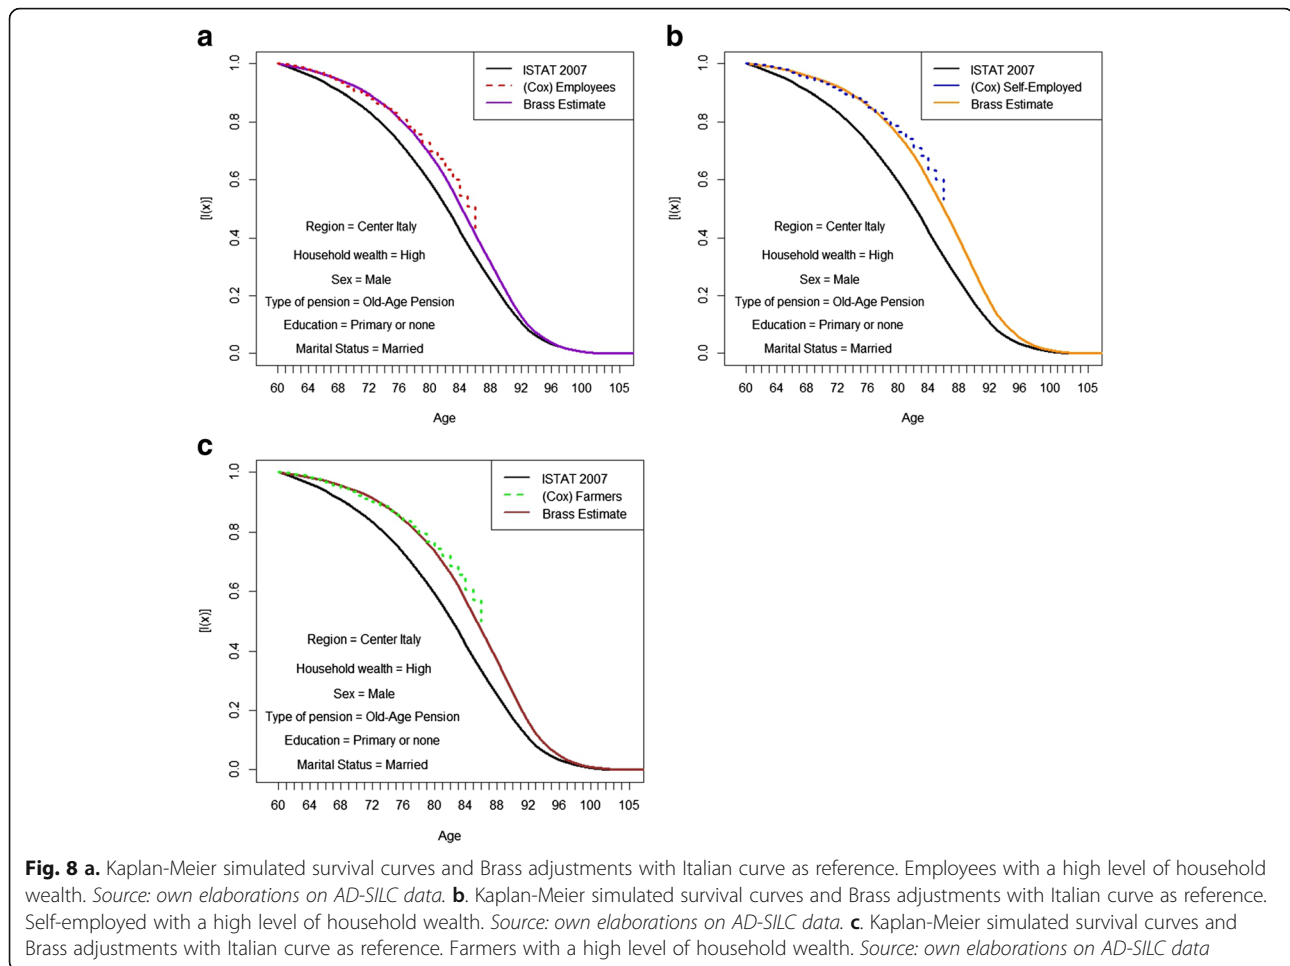 a
ISTAT 2007
(Cox) Employees
Brass Estimate
[l(x)]
1.0
0.8
0.6
0.4
0.2
0.0
Region = Center Italy
Household wealth = High
Sex = Male
Type of pension = Old-Age Pension
Education = Primary or none
Marital Status = Married
60 64 68 72 76 80 84 88 92 96 100 105
Age
b
ISTAT 2007
(Cox) Self-Employed
Brass Estimate
[l(x)]
1.0
0.8
0.6
0.4
0.2
0.0
Region = Center Italy
Household wealth = High
Sex = Male
Type of pension = Old-Age Pension
Education = Primary or none
Marital Status = Married
60 64 68 72 76 80 84 88 92 96 100 105
Age
c
ISTAT 2007
(Cox) Farmers
Brass Estimate
[l(x)]
1.0
0.8
0.6
0.4
0.2
0.0
Region = Center Italy
Household wealth = High
Sex = Male
Type of pension = Old-Age Pension
Education = Primary or none
Marital Status = Married
60 64 68 72 76 80 84 88 92 96 100 105
Age
Fig. 8 a. Kaplan-Meier simulated survival curves and Brass adjustments with Italian curve as reference. Employees with a high level of household
wealth. Source: own elaborations on AD-SILC data. b. Kaplan-Meier simulated survival curves and Brass adjustments with Italian curve as reference.
Self-employed with a high level of household wealth. Source: own elaborations on AD-SILC data. c. Kaplan-Meier simulated survival curves and
Brass adjustments with Italian curve as reference. Farmers with a high level of household wealth. Source: own elaborations on AD-SILC data